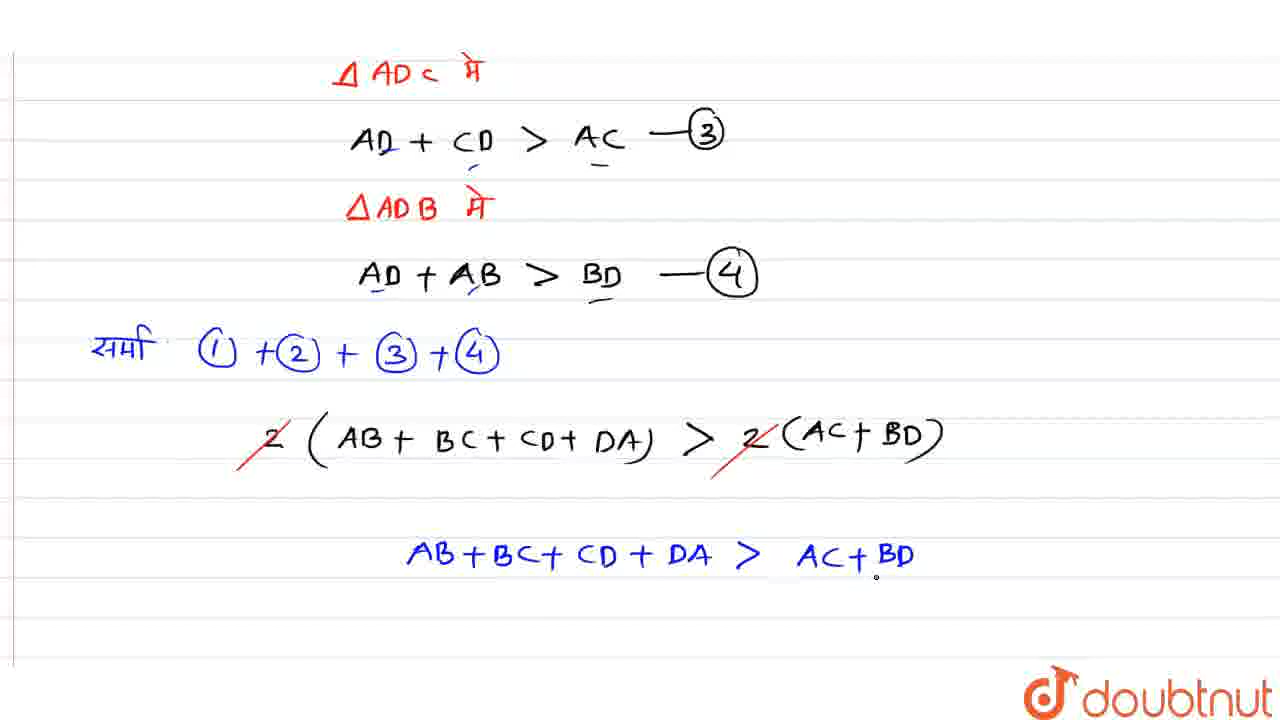 Δ ADC मे
AD + CD > AC — ③
Δ ADB मे
AD + AB > BD — ④
समी ① + ② + ③ + ④
2 (AB + BC + CD + DA) > 2 (AC + BD)
AB + BC + CD + DA > AC + BD
doubtnut